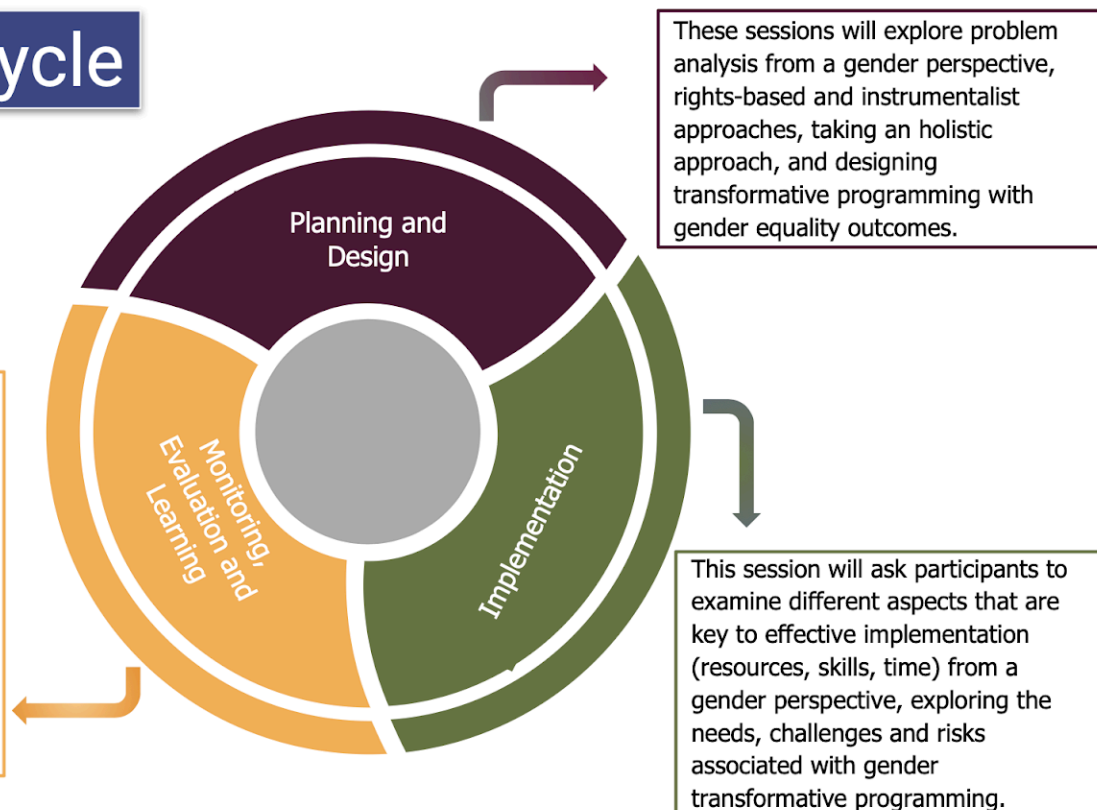 ycle
These sessions will explore problem
analysis from a gender perspective,
rights-based and instrumentalist
approaches, taking an holistic
approach, and designing
transformative programming with
gender equality outcomes.
Planning and
Design
Monitoring,
Evaluation and
Learning
Implementation
This session will ask participants to
examine different aspects that are
key to effective implementation
(resources, skills, time) from a
gender perspective, exploring the
needs, challenges and risks
associated with gender
transformative programming.